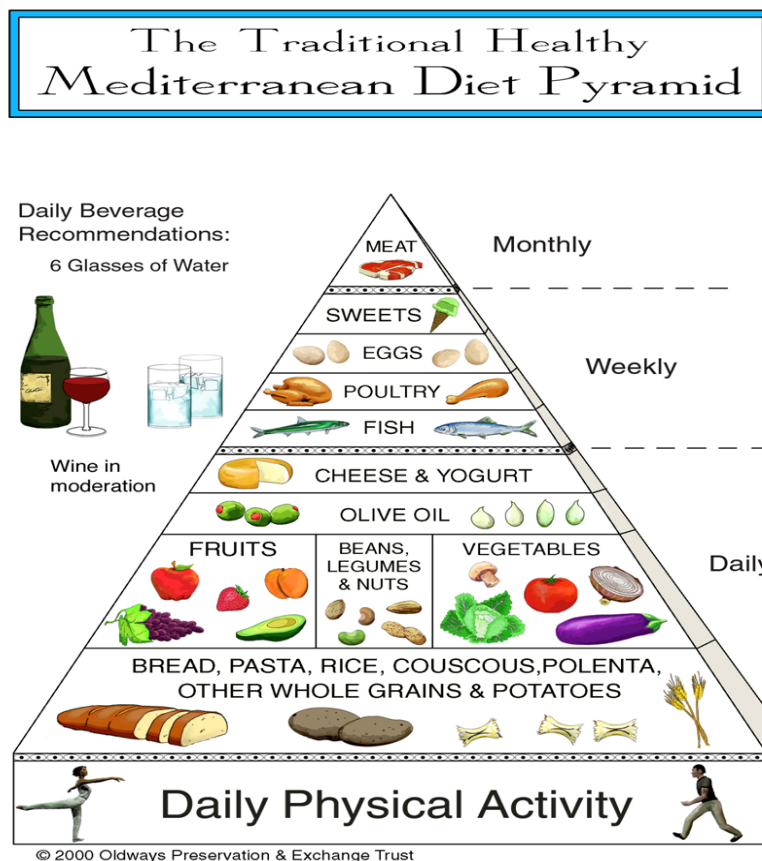 The Traditional Healthy
Mediterranean Diet Pyramid
Daily Beverage
Recommendations:
6 Glasses of Water
Wine in
moderation
MEAT
Monthly
SWEETS
EGGS
Weekly
POULTRY
FISH
CHEESE & YOGURT
OLIVE OIL
FRUITS
BEANS,
LEGUMES
& NUTS
VEGETABLES
Daily
BREAD, PASTA, RICE, COUSCOUS,POLENTA,
OTHER WHOLE GRAINS & POTATOES
Daily Physical Activity
© 2000 Oldways Preservation & Exchange Trust